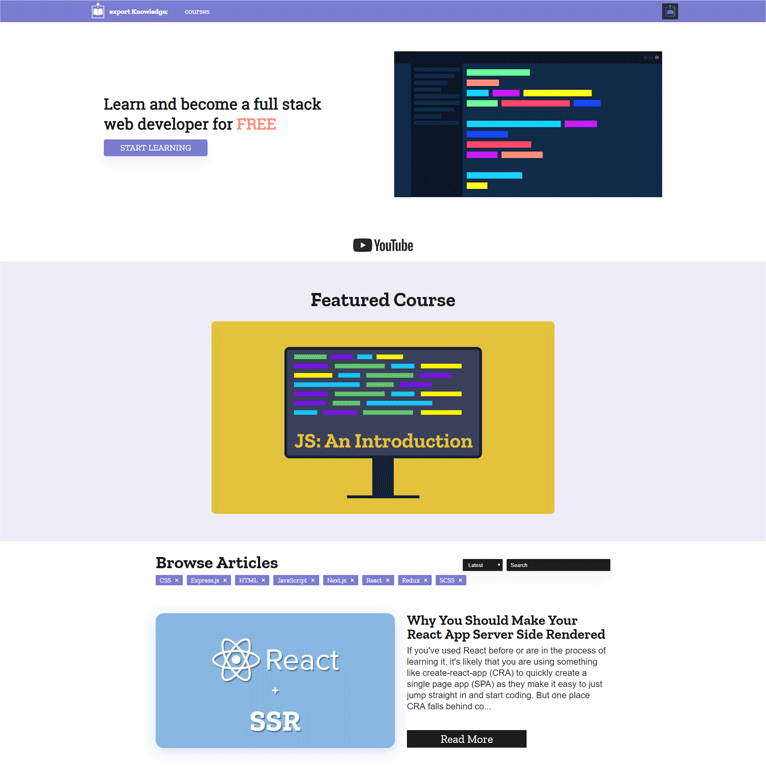 export Knowledge; courses
Learn and become a full stack
web developer for FREE
START LEARNING
YouTube
Featured Course
JS: An Introduction
Browse Articles
Latest Search
CSS × Express.js × HTML × JavaScript × Next.js × React × Redux × SCSS ×
React
+
SSR
Why You Should Make Your
React App Server Side Rendered
If you've used React before or are in the process of
learning it, it's likely that you are using something
like create-react-app (CRA) to quickly create a
single page app (SPA) as they make it easy to just
jump straight in and start coding. But one place
CRA falls behind co...
Read More